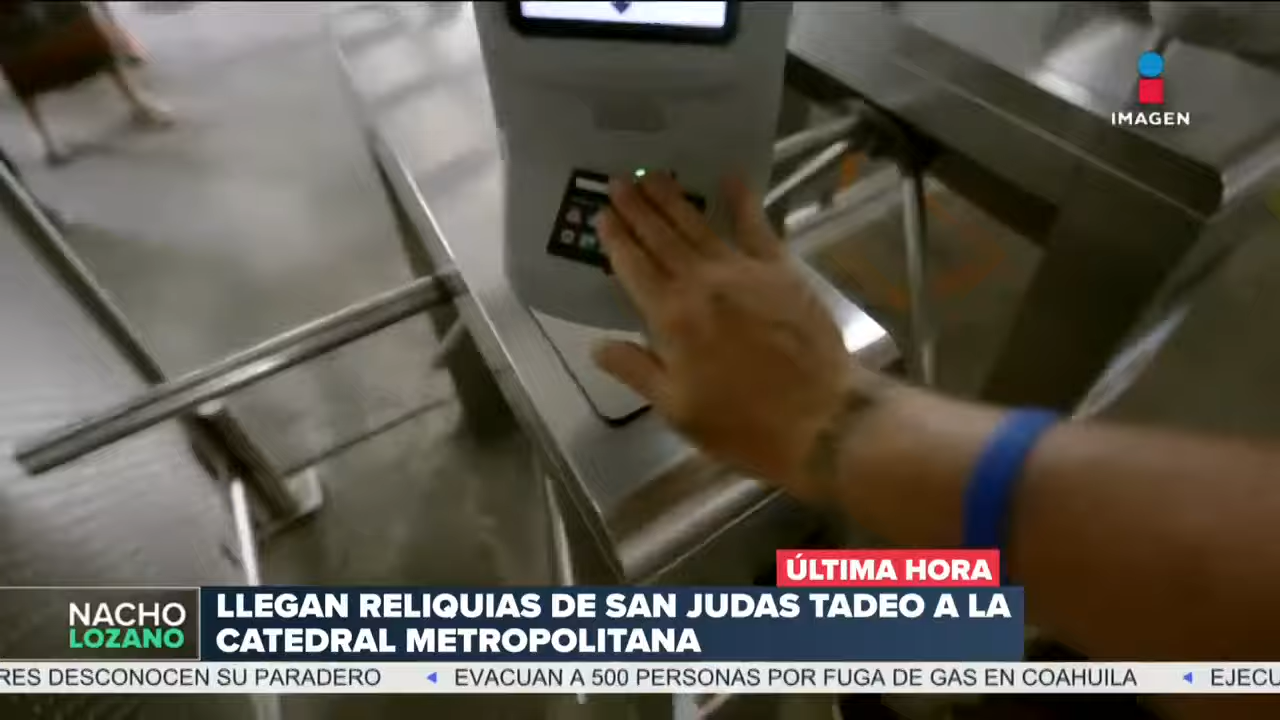 IMAGEN
ÚLTIMA HORA
NACHO
LOZANO
LLEGAN RELIQUIAS DE SAN JUDAS TADEO A LA
CATEDRAL METROPOLITANA
RES DESCONOCEN SU PARADERO ◄ EVACUAN A 500 PERSONAS POR FUGA DE GAS EN COAHUILA ◄ EJECU